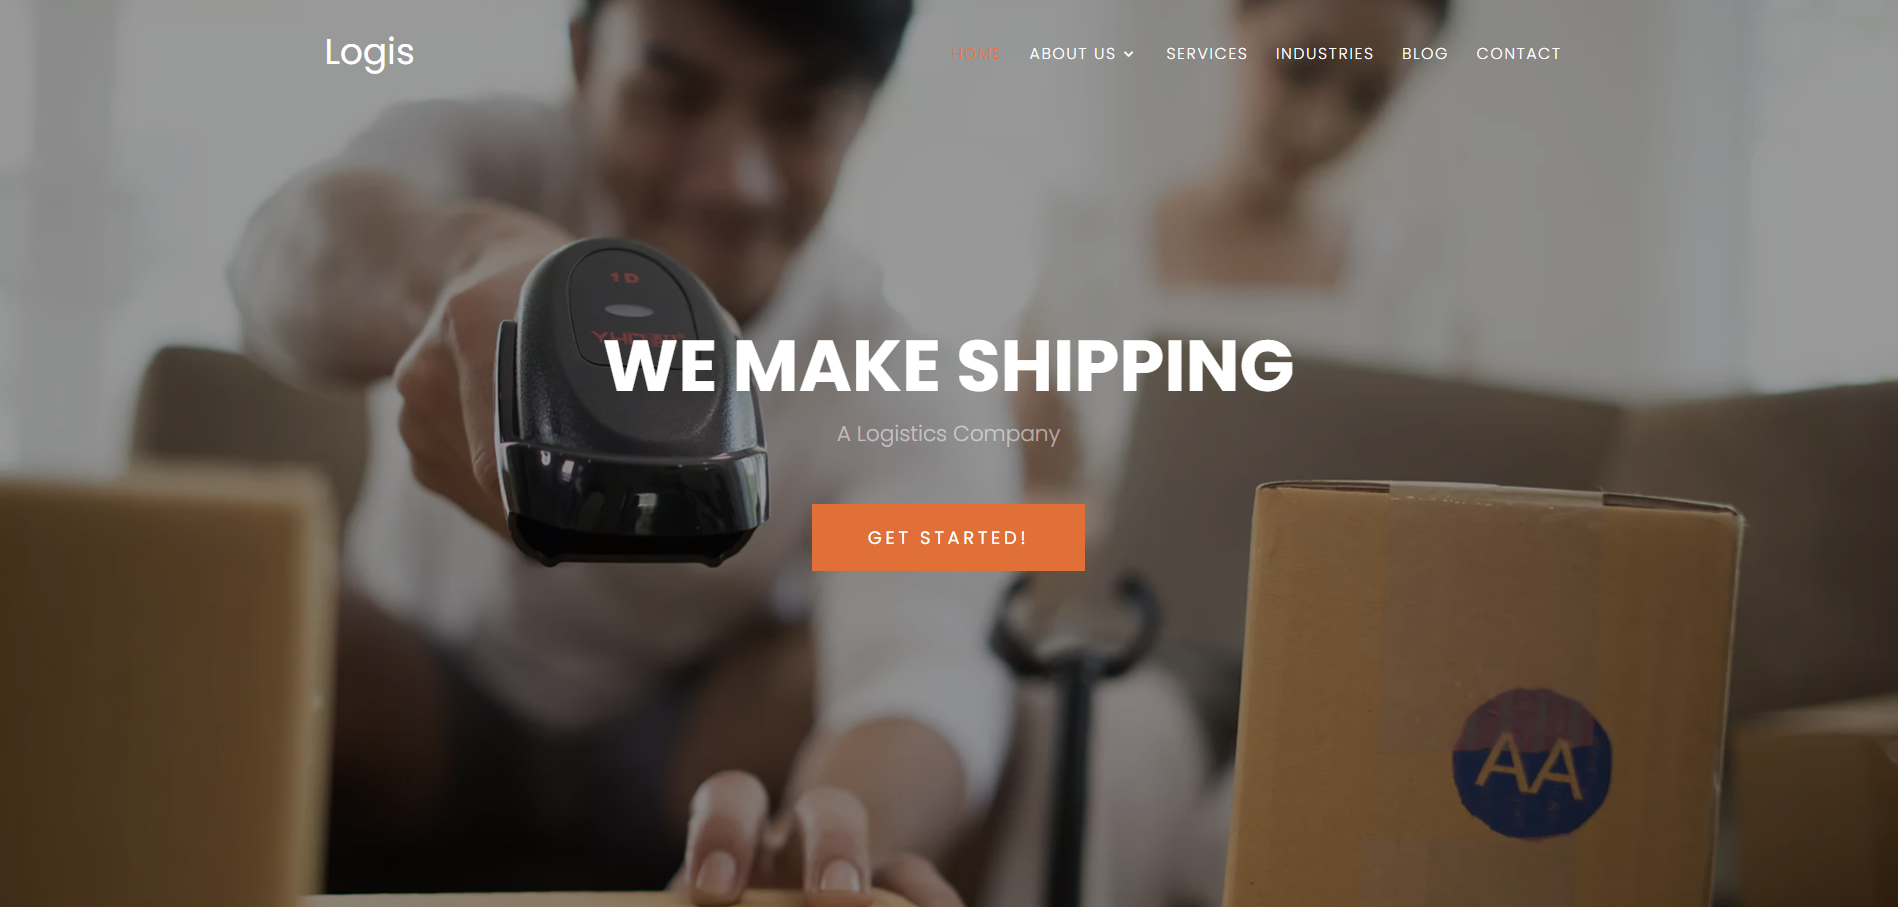 Logis
HOME ABOUT US SERVICES INDUSTRIES BLOG CONTACT
1D
WE MAKE SHIPPING
A Logistics Company
GET STARTED!
AA